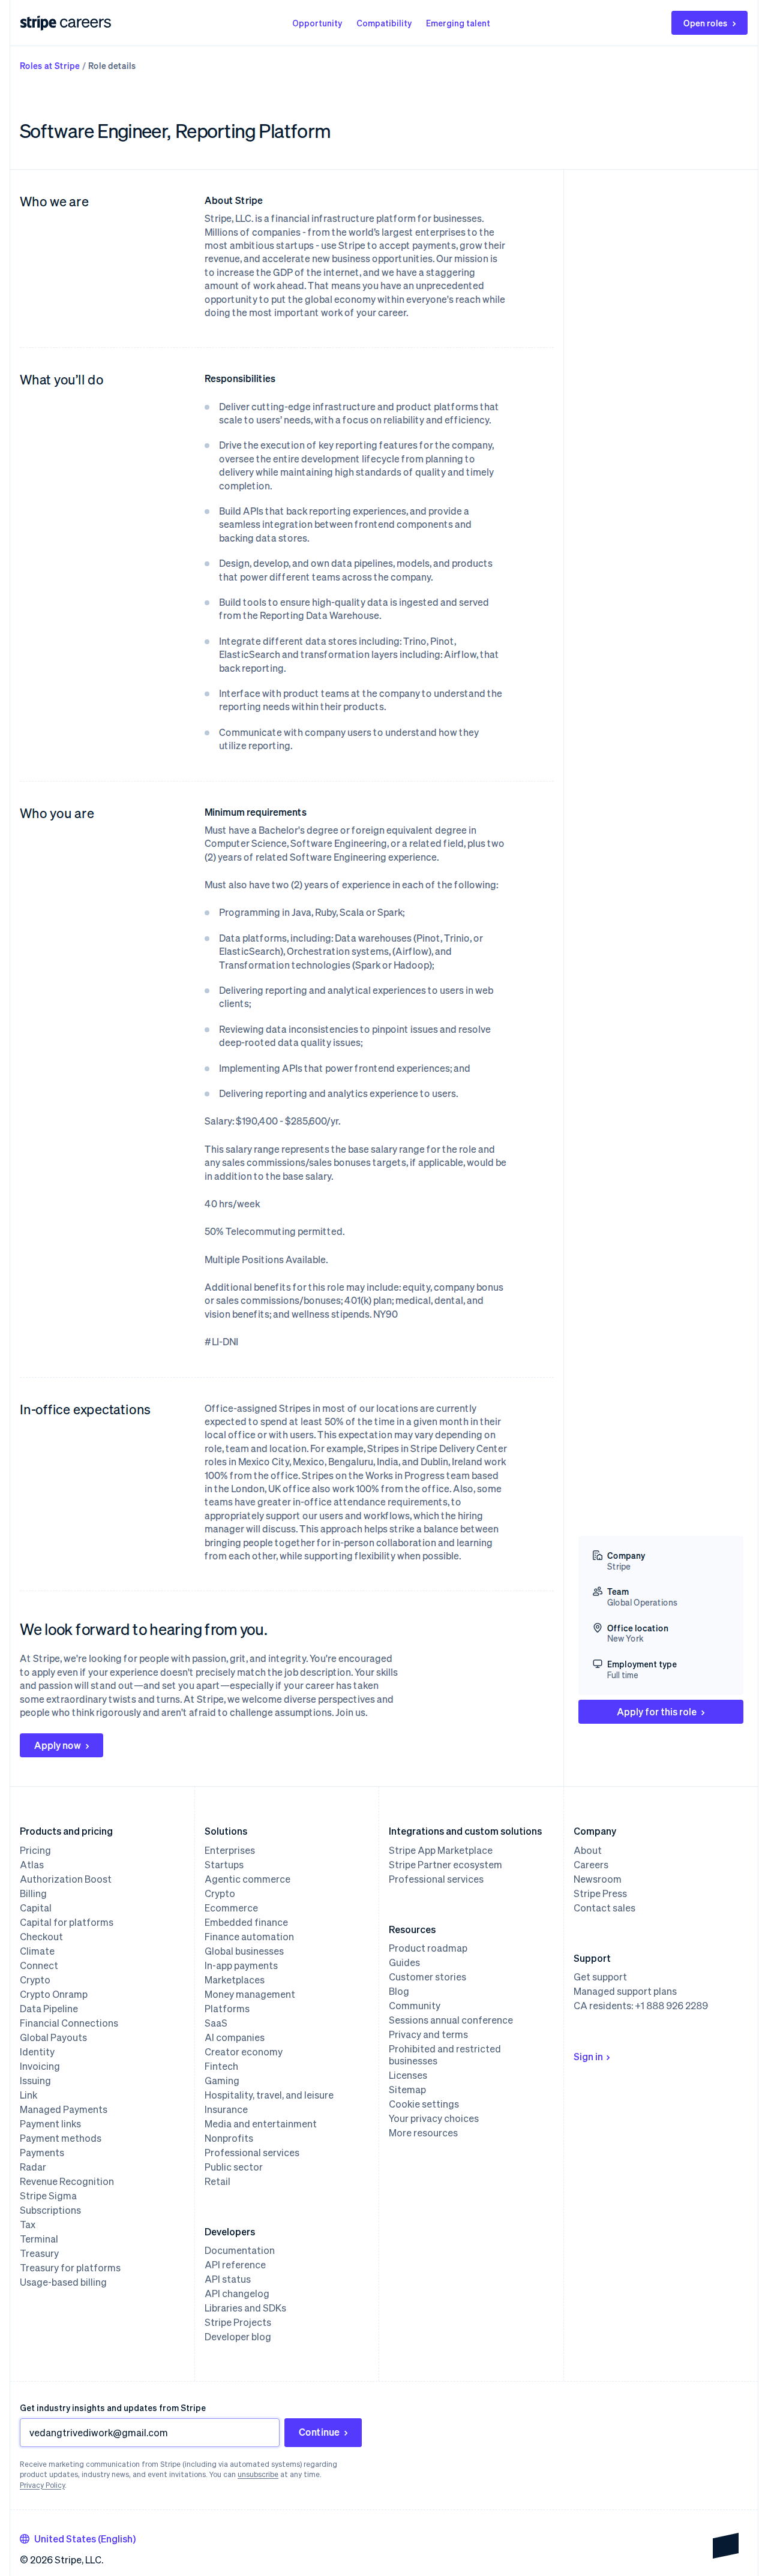 stripe careers
Opportunity
Compatibility
Emerging talent
Open roles
Roles at Stripe / Role details
Software Engineer, Reporting Platform
Who we are
About Stripe
Stripe, LLC. is a financial infrastructure platform for businesses.
Millions of companies - from the world's largest enterprises to the
most ambitious startups - use Stripe to accept payments, grow their
revenue, and accelerate new business opportunities. Our mission is
to increase the GDP of the internet, and we have a staggering
amount of work ahead. That means you have an unprecedented
opportunity to put the global economy within everyone's reach while
doing the most important work of your career.
What you'll do
Responsibilities
Deliver cutting-edge infrastructure and product platforms that
scale to users' needs, with a focus on reliability and efficiency.
Drive the execution of key reporting features for the company,
oversee the entire development lifecycle from planning to
delivery while maintaining high standards of quality and timely
completion.
Build APIs that back reporting experiences, and provide a
seamless integration between frontend components and
backing data stores.
Design, develop, and own data pipelines, models, and products
that power different teams across the company.
Build tools to ensure high-quality data is ingested and served
from the Reporting Data Warehouse.
Integrate different data stores including: Trino, Pinot,
ElasticSearch and transformation layers including: Airflow, that
back reporting.
Interface with product teams at the company to understand the
reporting needs within their products.
Communicate with company users to understand how they
utilize reporting.
Who you are
Minimum requirements
Must have a Bachelor's degree or foreign equivalent degree in
Computer Science, Software Engineering, or a related field, plus two
(2) years of related Software Engineering experience.
Must also have two (2) years of experience in each of the following:
Programming in Java, Ruby, Scala or Spark;
Data platforms, including: Data warehouses (Pinot, Trinio, or
ElasticSearch), Orchestration systems, (Airflow), and
Transformation technologies (Spark or Hadoop);
Delivering reporting and analytical experiences to users in web
clients;
Reviewing data inconsistencies to pinpoint issues and resolve
deep-rooted data quality issues;
Implementing APIs that power frontend experiences; and
Delivering reporting and analytics experience to users.
Salary: $190,400 - $285,600/yr.
This salary range represents the base salary range for the role and
any sales commissions/sales bonuses targets, if applicable, would be
in addition to the base salary.
40 hrs/week
50% Telecommuting permitted.
Multiple Positions Available.
Additional benefits for this role may include: equity, company bonus
or sales commissions/bonuses; 401(k) plan; medical, dental, and
vision benefits; and wellness stipends. NY90
#LI-DNI
In-office expectations
Office-assigned Stripes in most of our locations are currently
expected to spend at least 50% of the time in a given month in their
local office or with users. This expectation may vary depending on
role, team and location. For example, Stripes in Stripe Delivery Center
roles in Mexico City, Mexico, Bengaluru, India, and Dublin, Ireland work
100% from the office. Stripes on the Works in Progress team based
in the London, UK office also work 100% from the office. Also, some
teams have greater in-office attendance requirements, to
appropriately support our users and workflows, which the hiring
manager will discuss. This approach helps strike a balance between
bringing people together for in-person collaboration and learning
from each other, while supporting flexibility when possible.
Company
Stripe
Team
Global Operations
Office location
New York
Employment type
Full time
Apply for this role
We look forward to hearing from you.
At Stripe, we're looking for people with passion, grit, and integrity. You're encouraged
to apply even if your experience doesn't precisely match the job description. Your skills
and passion will stand out—and set you apart—especially if your career has taken
some extraordinary twists and turns. At Stripe, we welcome diverse perspectives and
people who think rigorously and aren't afraid to challenge assumptions. Join us.
Apply now
Products and pricing
Pricing
Atlas
Authorization Boost
Billing
Capital
Capital for platforms
Checkout
Climate
Connect
Crypto
Crypto Onramp
Data Pipeline
Financial Connections
Global Payouts
Identity
Invoicing
Issuing
Link
Managed Payments
Payment links
Payment methods
Payments
Radar
Revenue Recognition
Stripe Sigma
Subscriptions
Tax
Terminal
Treasury
Treasury for platforms
Usage-based billing
Solutions
Enterprises
Startups
Agentic commerce
Crypto
Ecommerce
Embedded finance
Finance automation
Global businesses
In-app payments
Marketplaces
Money management
Platforms
SaaS
AI companies
Creator economy
Fintech
Gaming
Hospitality, travel, and leisure
Insurance
Media and entertainment
Nonprofits
Professional services
Public sector
Retail
Developers
Documentation
API reference
API status
API changelog
Libraries and SDKs
Stripe Projects
Developer blog
Integrations and custom solutions
Stripe App Marketplace
Stripe Partner ecosystem
Professional services
Resources
Product roadmap
Guides
Customer stories
Blog
Community
Sessions annual conference
Privacy and terms
Prohibited and restricted
businesses
Licenses
Sitemap
Cookie settings
Your privacy choices
More resources
Company
About
Careers
Newsroom
Stripe Press
Contact sales
Support
Get support
Managed support plans
CA residents: +1 888 926 2289
Sign in
Get industry insights and updates from Stripe
vedangtrivediwork@gmail.com
Continue
Receive marketing communication from Stripe (including via automated systems) regarding
product updates, industry news, and event invitations. You can unsubscribe at any time.
Privacy Policy.
United States (English)
© 2026 Stripe, LLC.